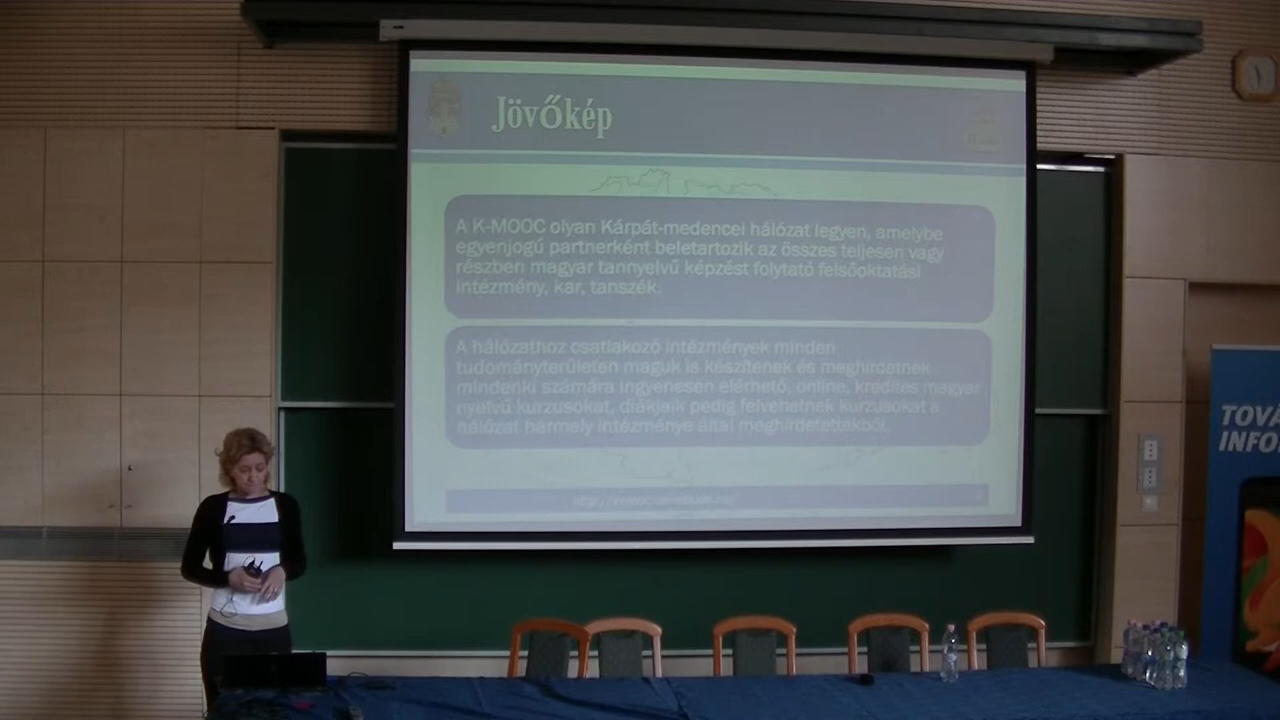 Jövőkép
A K-MOOC olyan Kárpát-medencei hálózat legyen, amelybe
egyenjogú partnerként beletartozik az összes teljesen vagy
részben magyar tannyelvű képzést folytató felsőoktatási
intézmény, kar, tanszék.
A hálózathoz csatlakozó intézmények minden
tudományterületen maguk is készítenek és meghirdetnek
mindenki számára ingyenesen elérhető, online, kredites magyar
nyelvű kurzusokat, diákjaik pedig felvehetnek kurzusokat a
hálózat bármely intézménye által meghirdetettekből.
TOVÁ
INFO